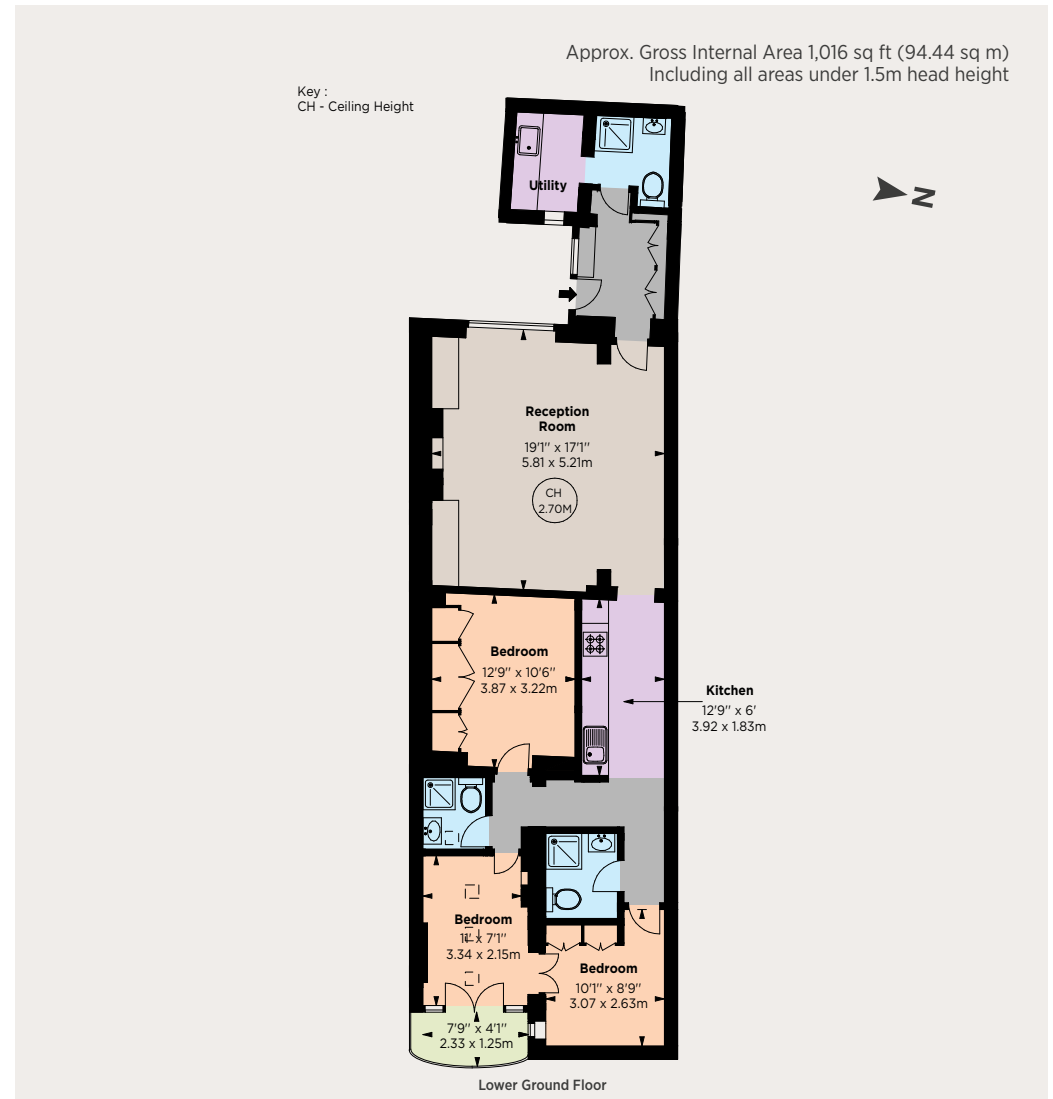 Approx. Gross Internal Area 1,016 sq ft (94.44 sq m)
Including all areas under 1.5m head height
Key :
CH - Ceiling Height
N
Utility
Reception
Room
19'1" x 17'1"
5.81 x 5.21m
CH
2.70M
Bedroom
12'9" x 10'6"
3.87 x 3.22m
Kitchen
12'9" x 6'
3.92 x 1.83m
Bedroom
11' x 7'1"
3.34 x 2.15m
Bedroom
10'1" x 8'9"
3.07 x 2.63m
7'9" x 4'1"
2.33 x 1.25m
Lower Ground Floor